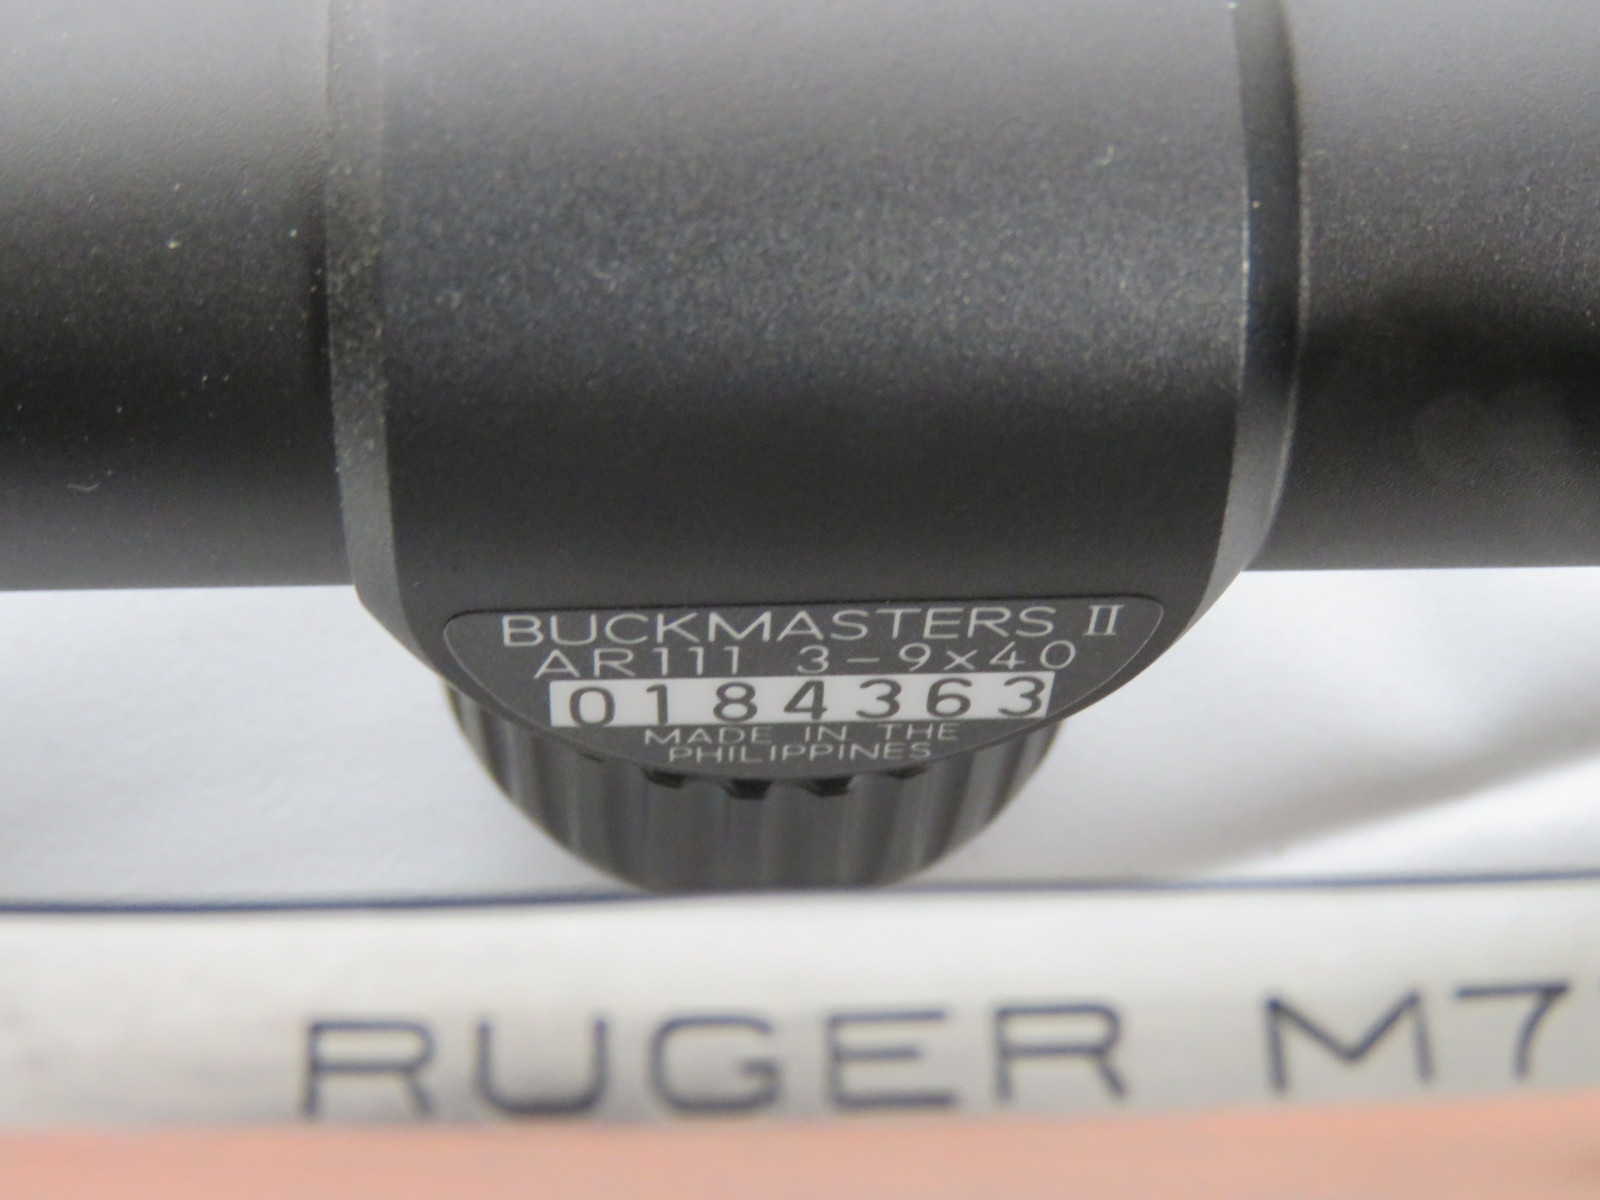 BUCKMASTERS II
AR111 3-9x40
0184363
MADE IN THE
PHILIPPINES
RUGER M7